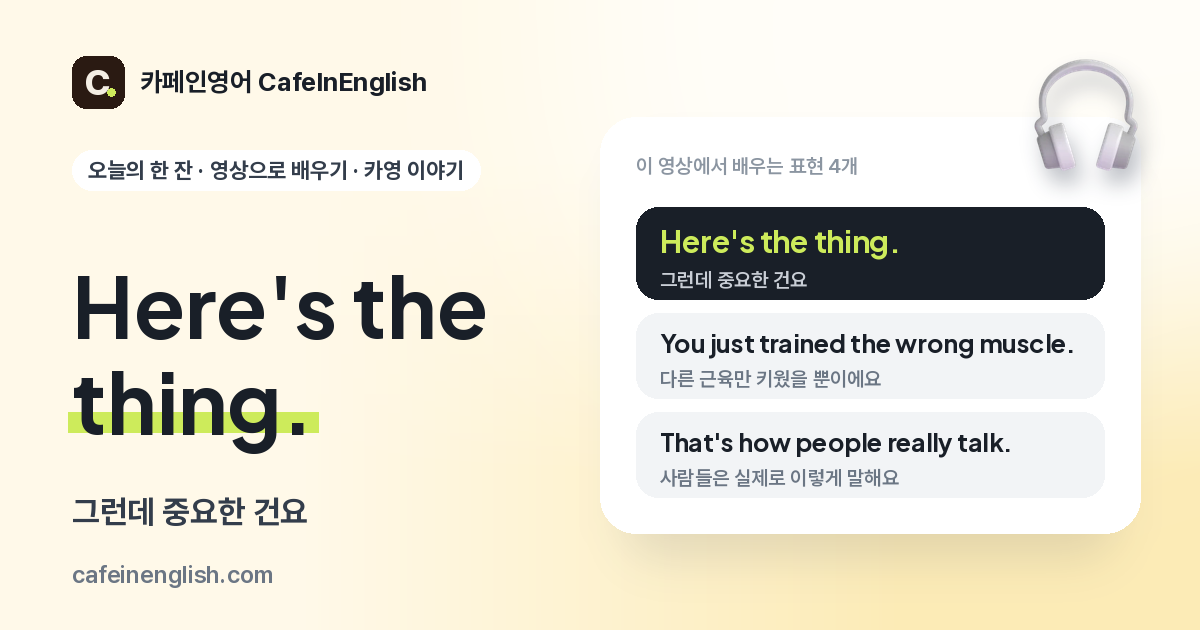 C
카페인영어 CafeInEnglish
오늘의 한 잔 · 영상으로 배우기 · 카영 이야기
Here's the
thing.
그런데 중요한 건요
cafeinenglish.com
이 영상에서 배우는 표현 4개
Here's the thing.
그런데 중요한 건요
You just trained the wrong muscle.
다른 근육만 키웠을 뿐이에요
That's how people really talk.
사람들은 실제로 이렇게 말해요